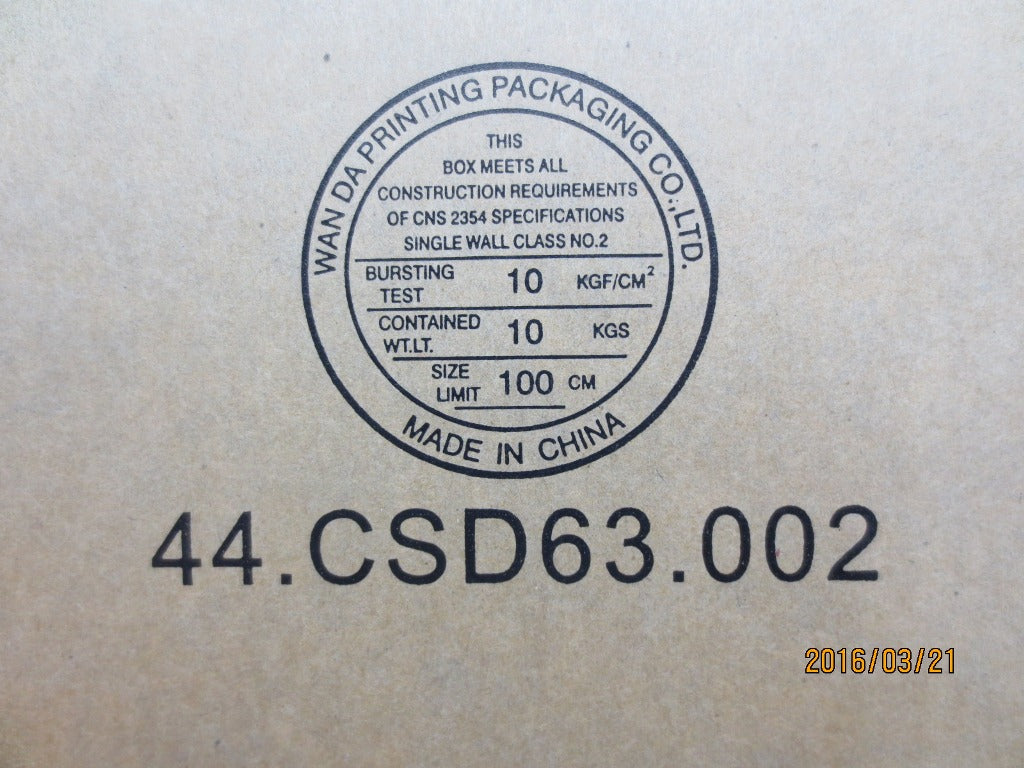 WAN DA PRINTING PACKAGING CO.,LTD.
THIS
BOX MEETS ALL
CONSTRUCTION REQUIREMENTS
OF CNS 2354 SPECIFICATIONS
SINGLE WALL CLASS NO.2
BURSTING TEST 10 KGF/CM²
CONTAINED WT.LT. 10 KGS
SIZE LIMIT 100 CM
MADE IN CHINA
44.CSD63.002
2016/03/21